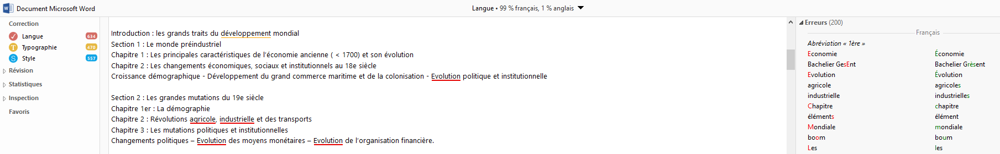 Document Microsoft Word
Langue • 99 % français, 1 % anglais
Correction
Langue 634
T Typographie 470
S Style 557
Révision
Statistiques
Inspection
Favoris
Introduction : les grands traits du développement mondial
Section 1 : Le monde préindustriel
Chapitre 1 : Les principales caractéristiques de l'économie ancienne ( < 1700) et son évolution
Chapitre 2 : Les changements économiques, sociaux et institutionnels au 18e siècle
Croissance démographique - Développement du grand commerce maritime et de la colonisation - Evolution politique et institutionnelle
Section 2 : Les grandes mutations du 19e siècle
Chapitre 1er : La démographie
Chapitre 2 : Révolutions agricole, industrielle et des transports
Chapitre 3 : Les mutations politiques et institutionnelles
Changements politiques – Evolution des moyens monétaires – Evolution de l'organisation financière.
Erreurs (200)
Français
Abréviation « 1ère »
Economie Économie
Bachelier GesEnt Bachelier Grèsent
Evolution Évolution
agricole agricoles
industrielle industrielles
Chapitre chapitre
éléments élément
Mondiale mondiale
boom boum
Les les